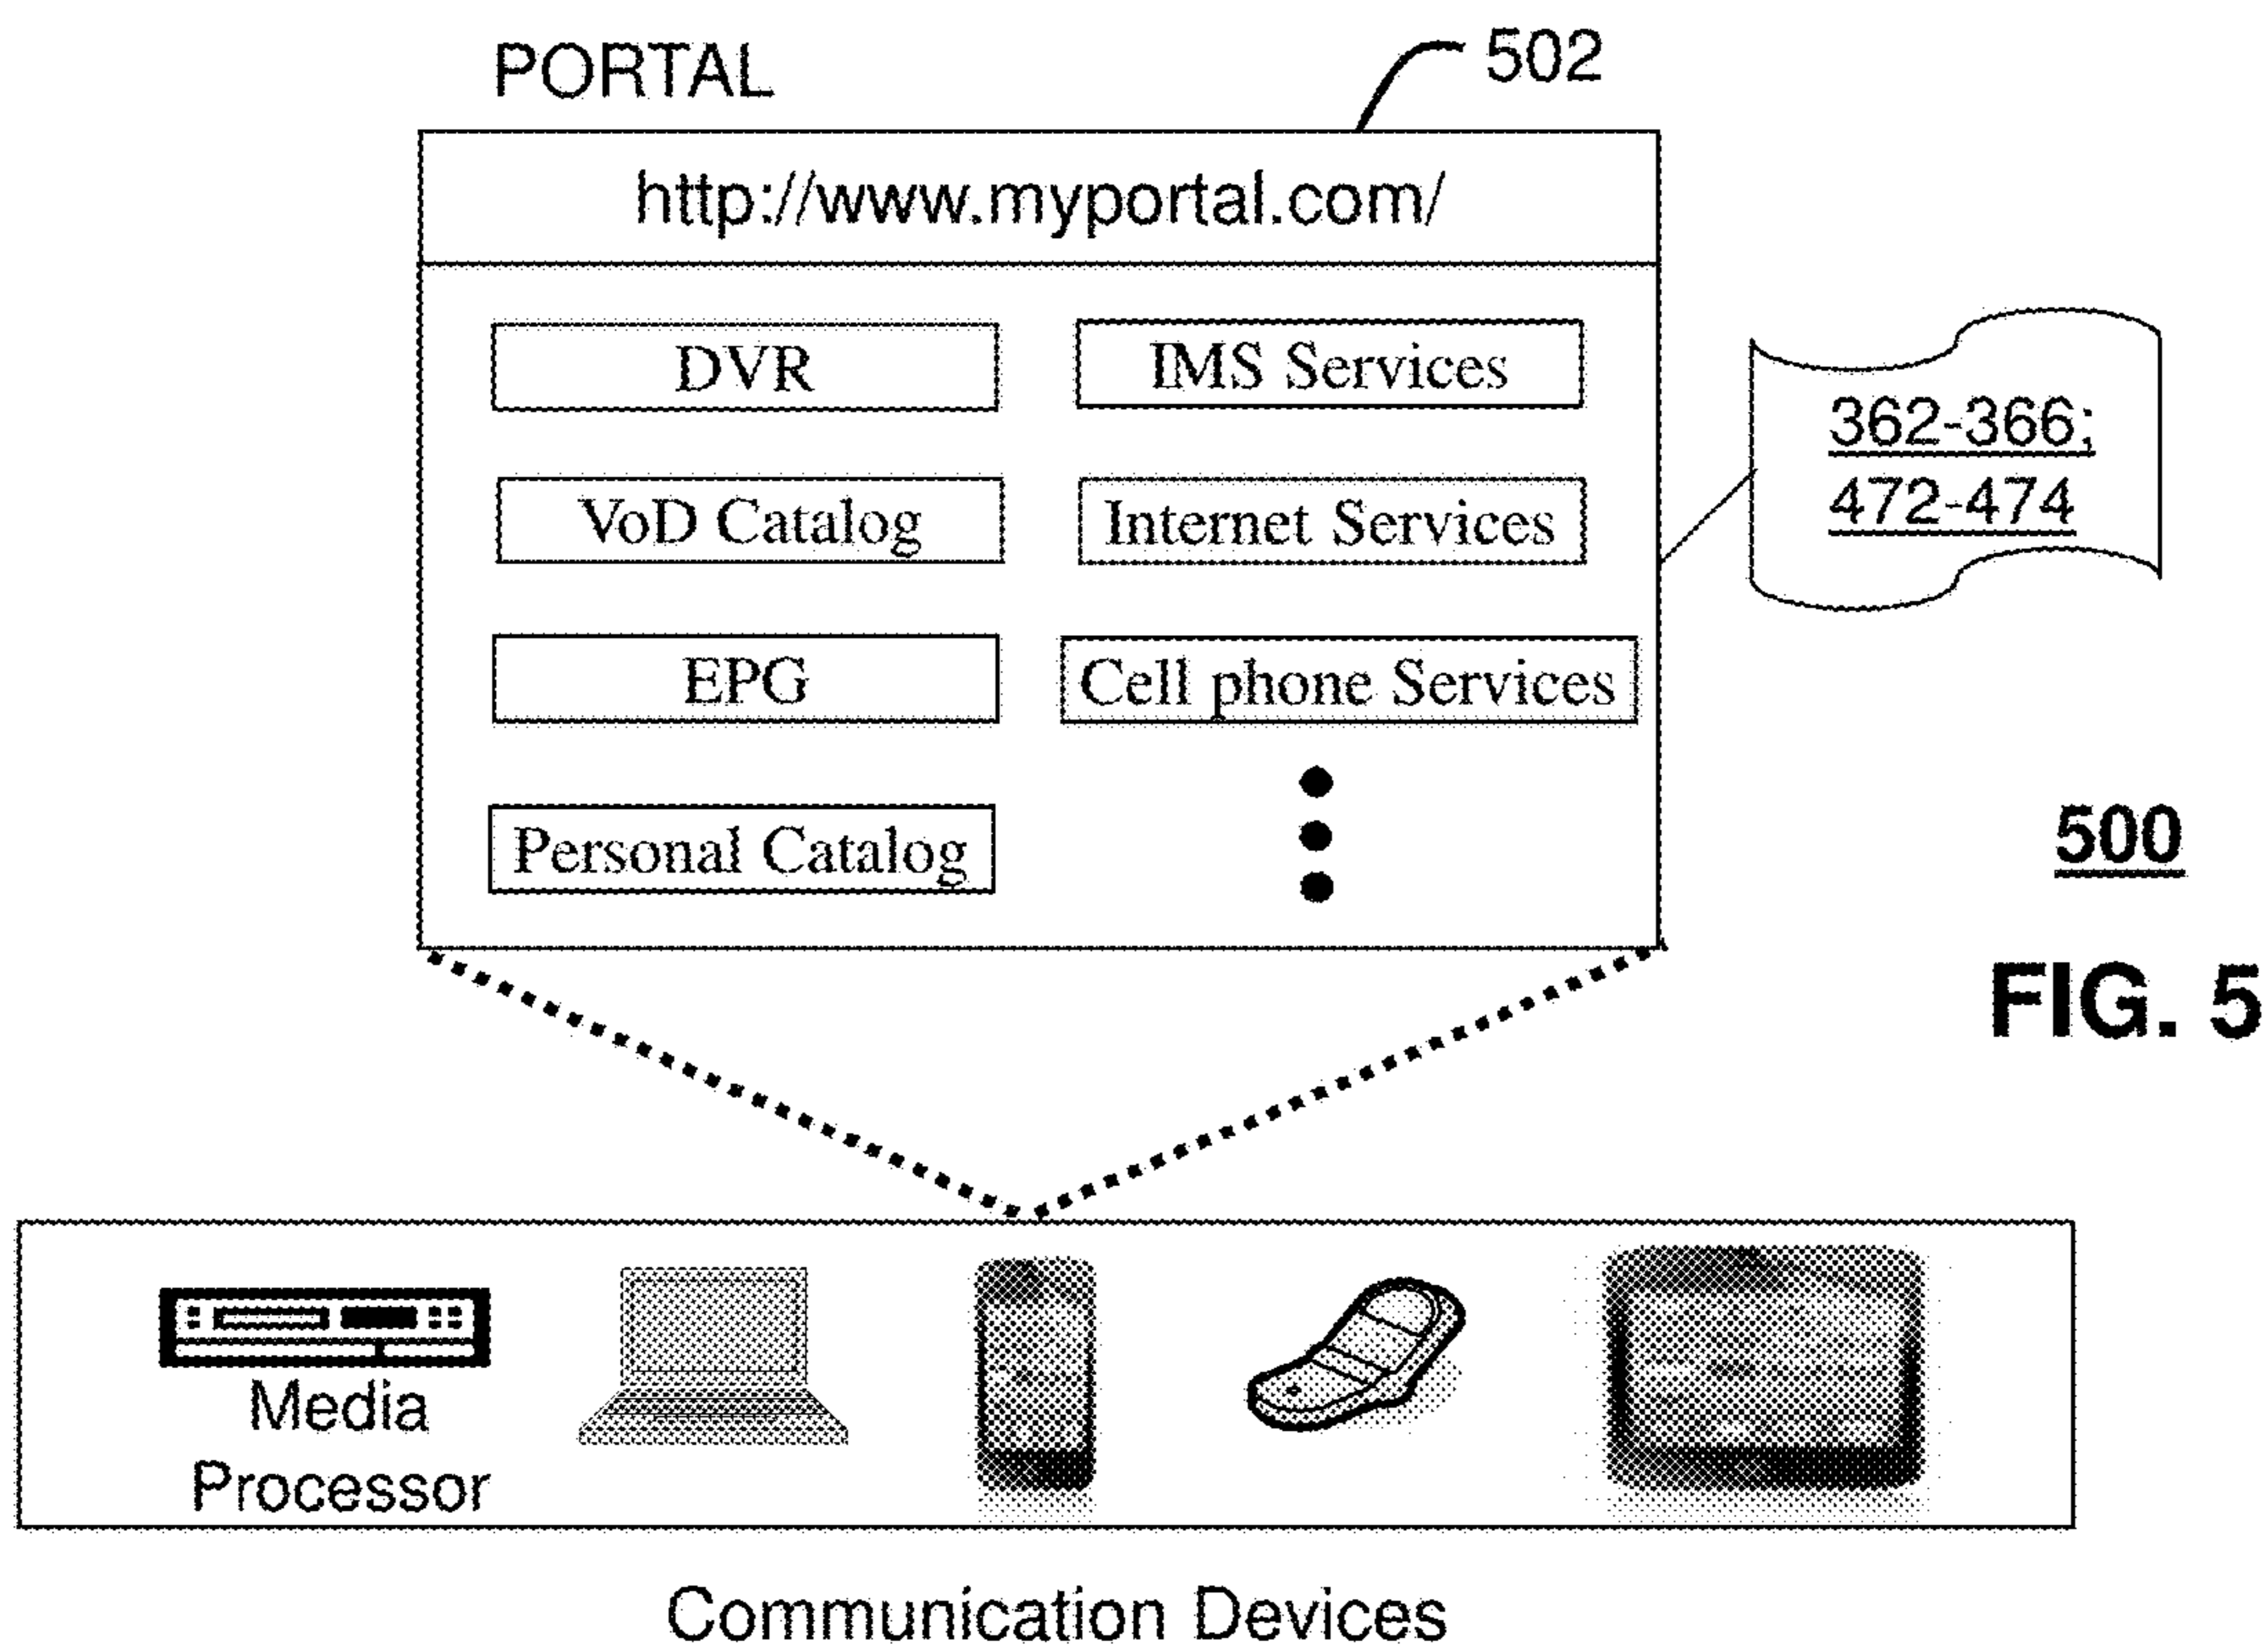 PORTAL
502
http://www.myportal.com/
DVR
IMS Services
362-366;
472-474
VoD Catalog
Internet Services
EPG
Cell phone Services
Personal Catalog
500
FIG. 5
Media
Processor
Communication Devices